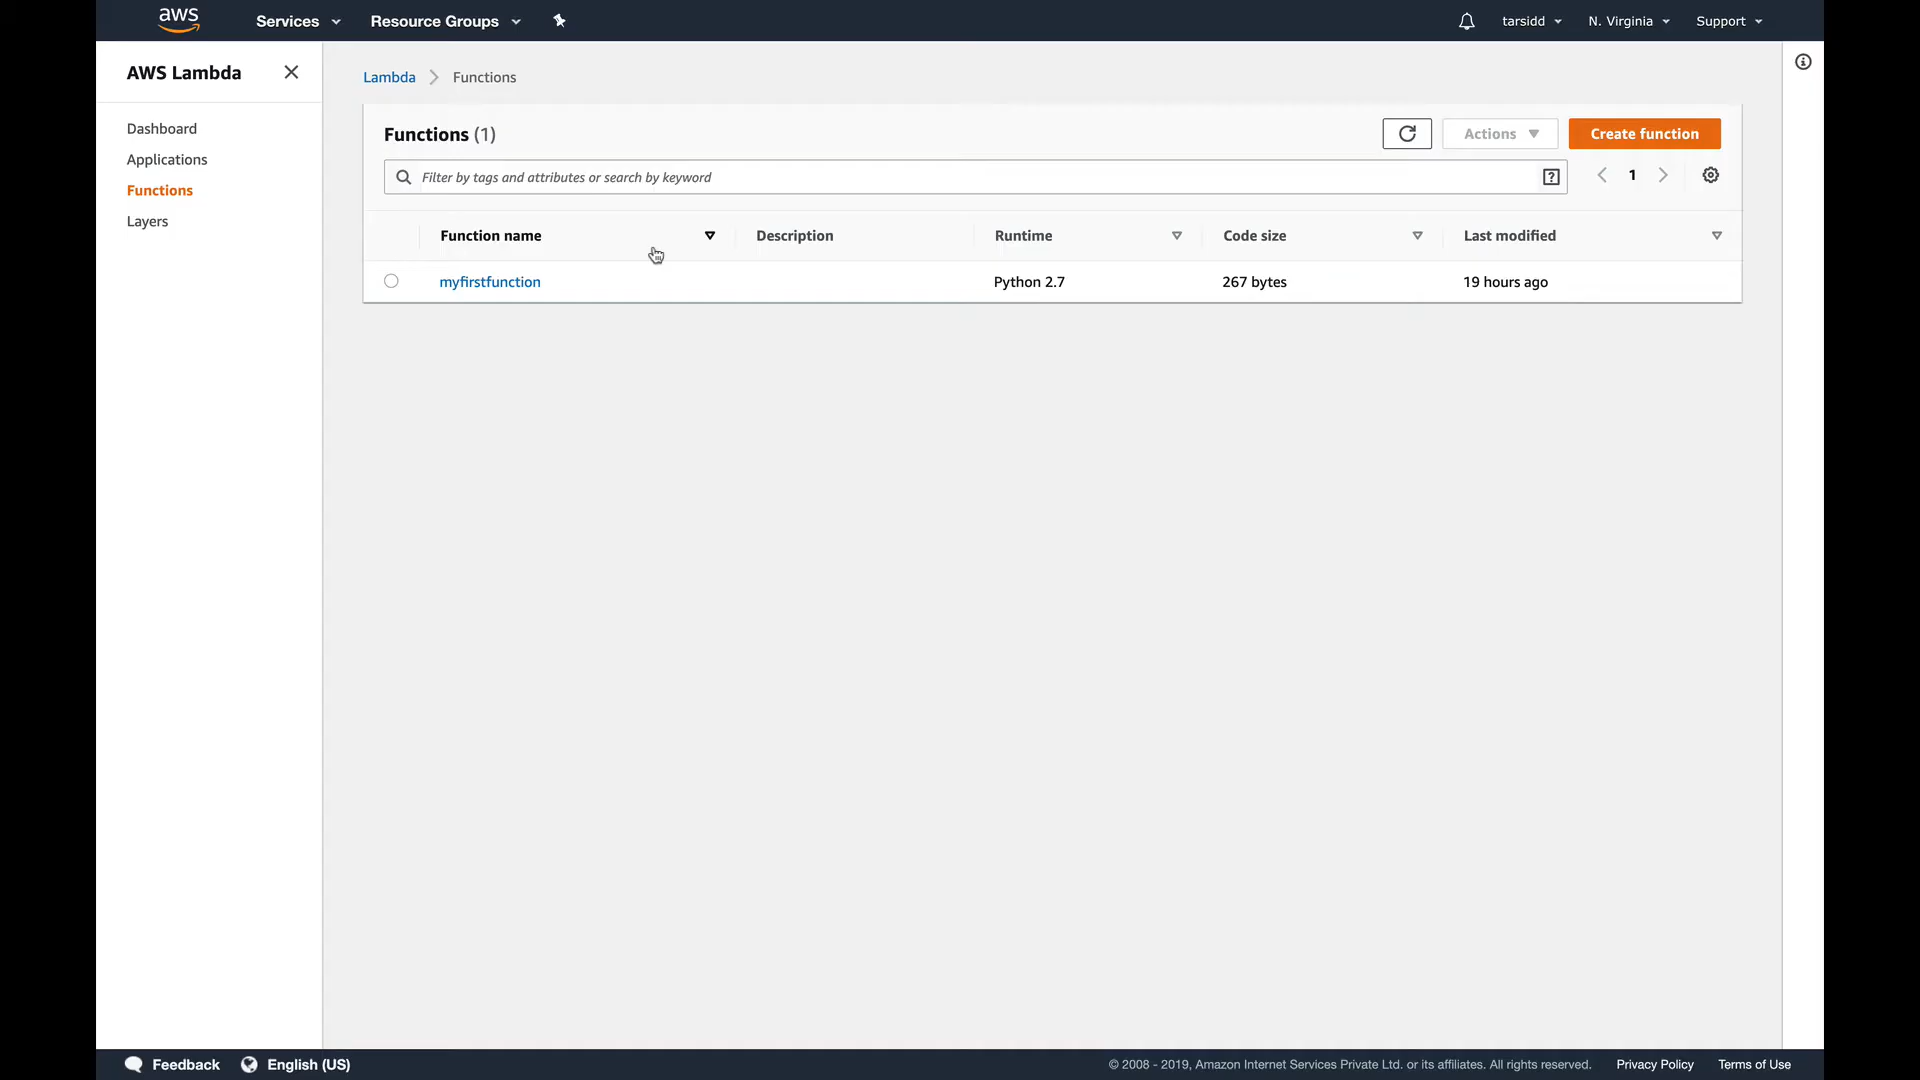 aws Services Resource Groups tarsidd N. Virginia Support
AWS Lambda
Dashboard
Applications
Functions
Layers
Lambda Functions
Functions (1) Actions Create function
Filter by tags and attributes or search by keyword ? 1
Function name Description Runtime Code size Last modified
myfirstfunction Python 2.7 267 bytes 19 hours ago
Feedback English (US) © 2008 - 2019, Amazon Internet Services Private Ltd. or its affiliates. All rights reserved. Privacy Policy Terms of Use